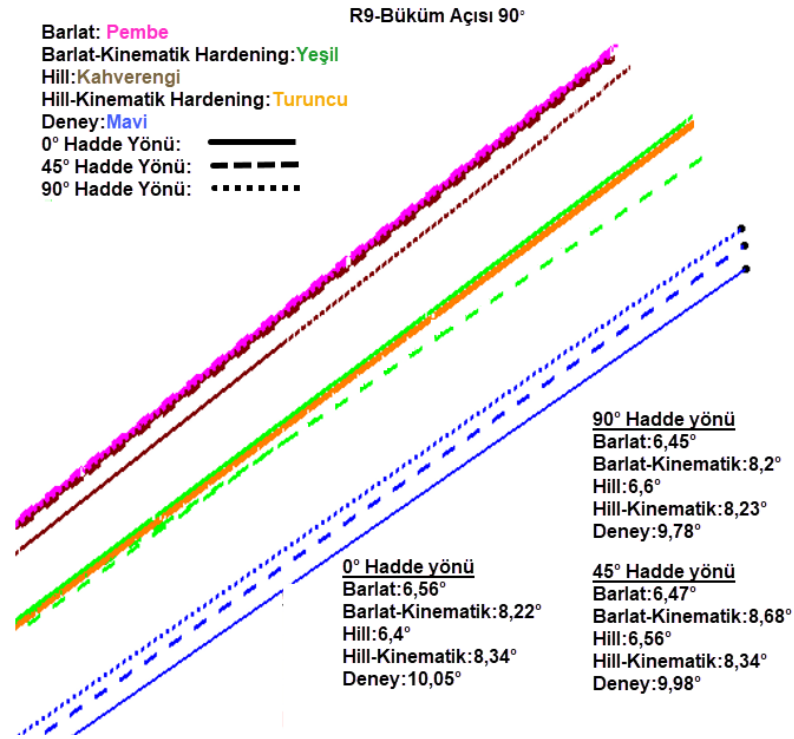 R9-Büküm Açısı 90°
Barlat: Pembe
Barlat-Kinematik Hardening:Yeşil
Hill:Kahverengi
Hill-Kinematik Hardening:Turuncu
Deney:Mavi
0° Hadde Yönü:
45° Hadde Yönü:
90° Hadde Yönü:
90° Hadde yönü
Barlat:6,45°
Barlat-Kinematik:8,2°
Hill:6,6°
Hill-Kinematik:8,23°
Deney:9,78°
0° Hadde yönü
Barlat:6,56°
Barlat-Kinematik:8,22°
Hill:6,4°
Hill-Kinematik:8,34°
Deney:10,05°
45° Hadde yönü
Barlat:6,47°
Barlat-Kinematik:8,68°
Hill:6,56°
Hill-Kinematik:8,34°
Deney:9,98°